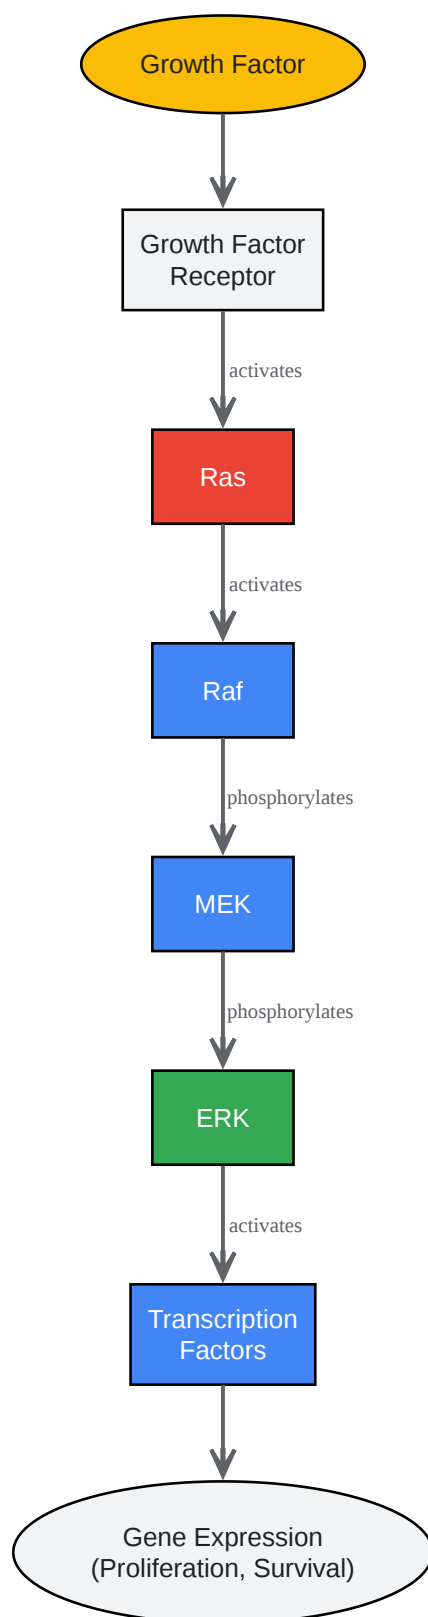 Growth Factor
Growth Factor
Receptor
activates
Ras
activates
Raf
phosphorylates
MEK
phosphorylates
ERK
activates
Transcription
Factors
Gene Expression
(Proliferation, Survival)